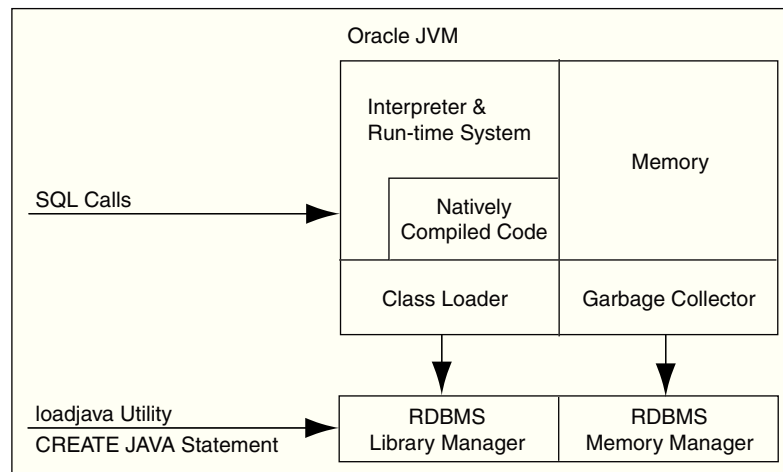 Oracle JVM
Interpreter &
Run-time System
Memory
SQL Calls
Natively
Compiled Code
Class Loader
Garbage Collector
loadjava Utility
CREATE JAVA Statement
RDBMS
Library Manager
RDBMS
Memory Manager